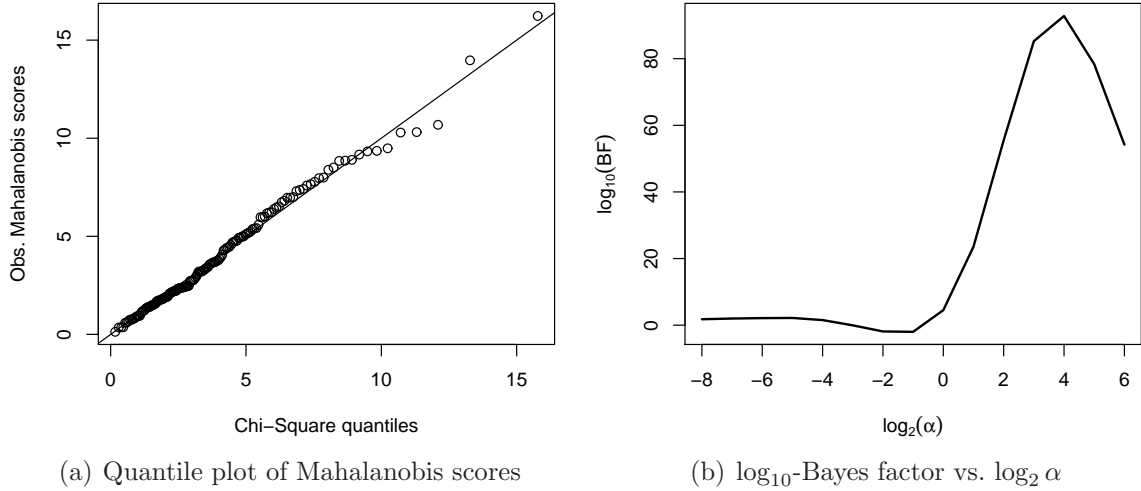 Obs. Mahalanobis scores
15
10
5
0
0 5 10 15
Chi−Square quantiles
(a) Quantile plot of Mahalanobis scores
log₁₀(BF)
80
60
40
20
0
−8 −6 −4 −2 0 2 4 6
log₂(α)
(b) log₁₀-Bayes factor vs. log₂ α